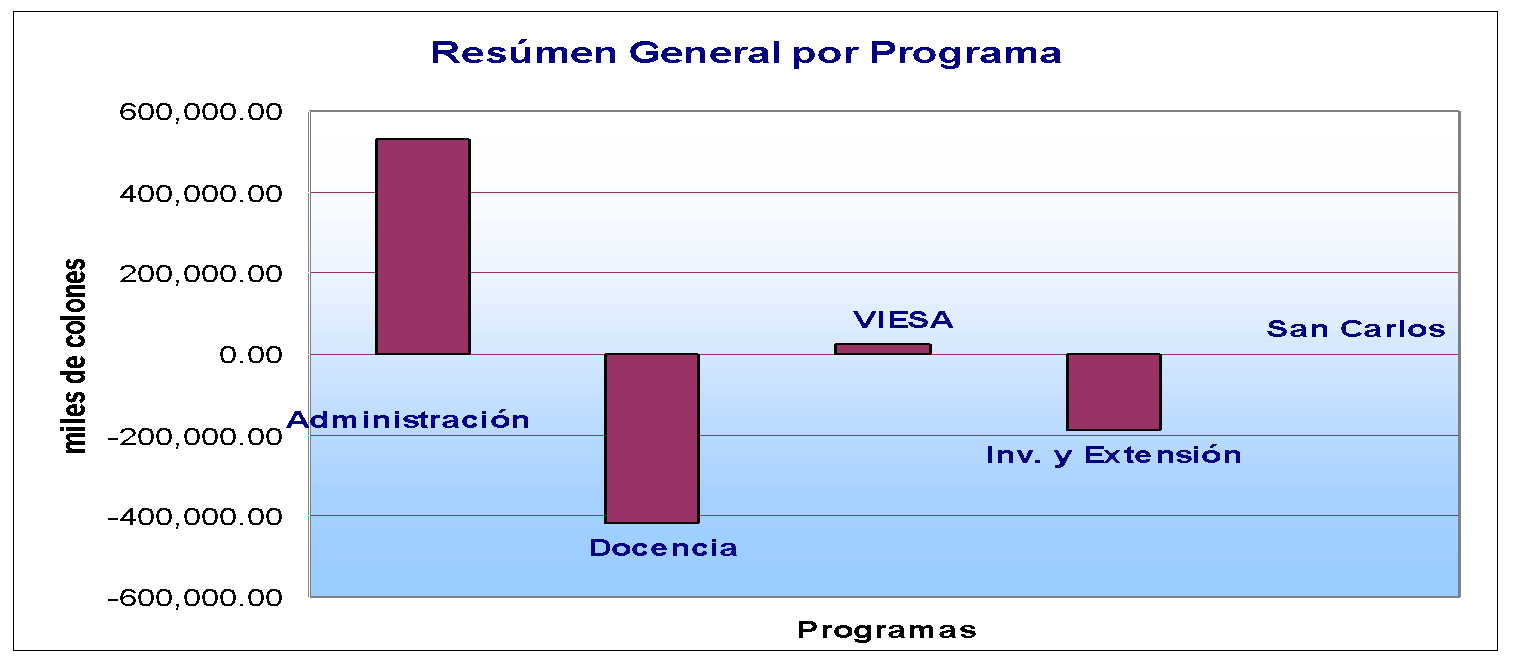 Resúmen General por Programa
600,000.00
400,000.00
200,000.00
0.00
-200,000.00
-400,000.00
-600,000.00
miles de colones
Administración
Docencia
VIESA
Inv. y Extensión
San Carlos
Programas